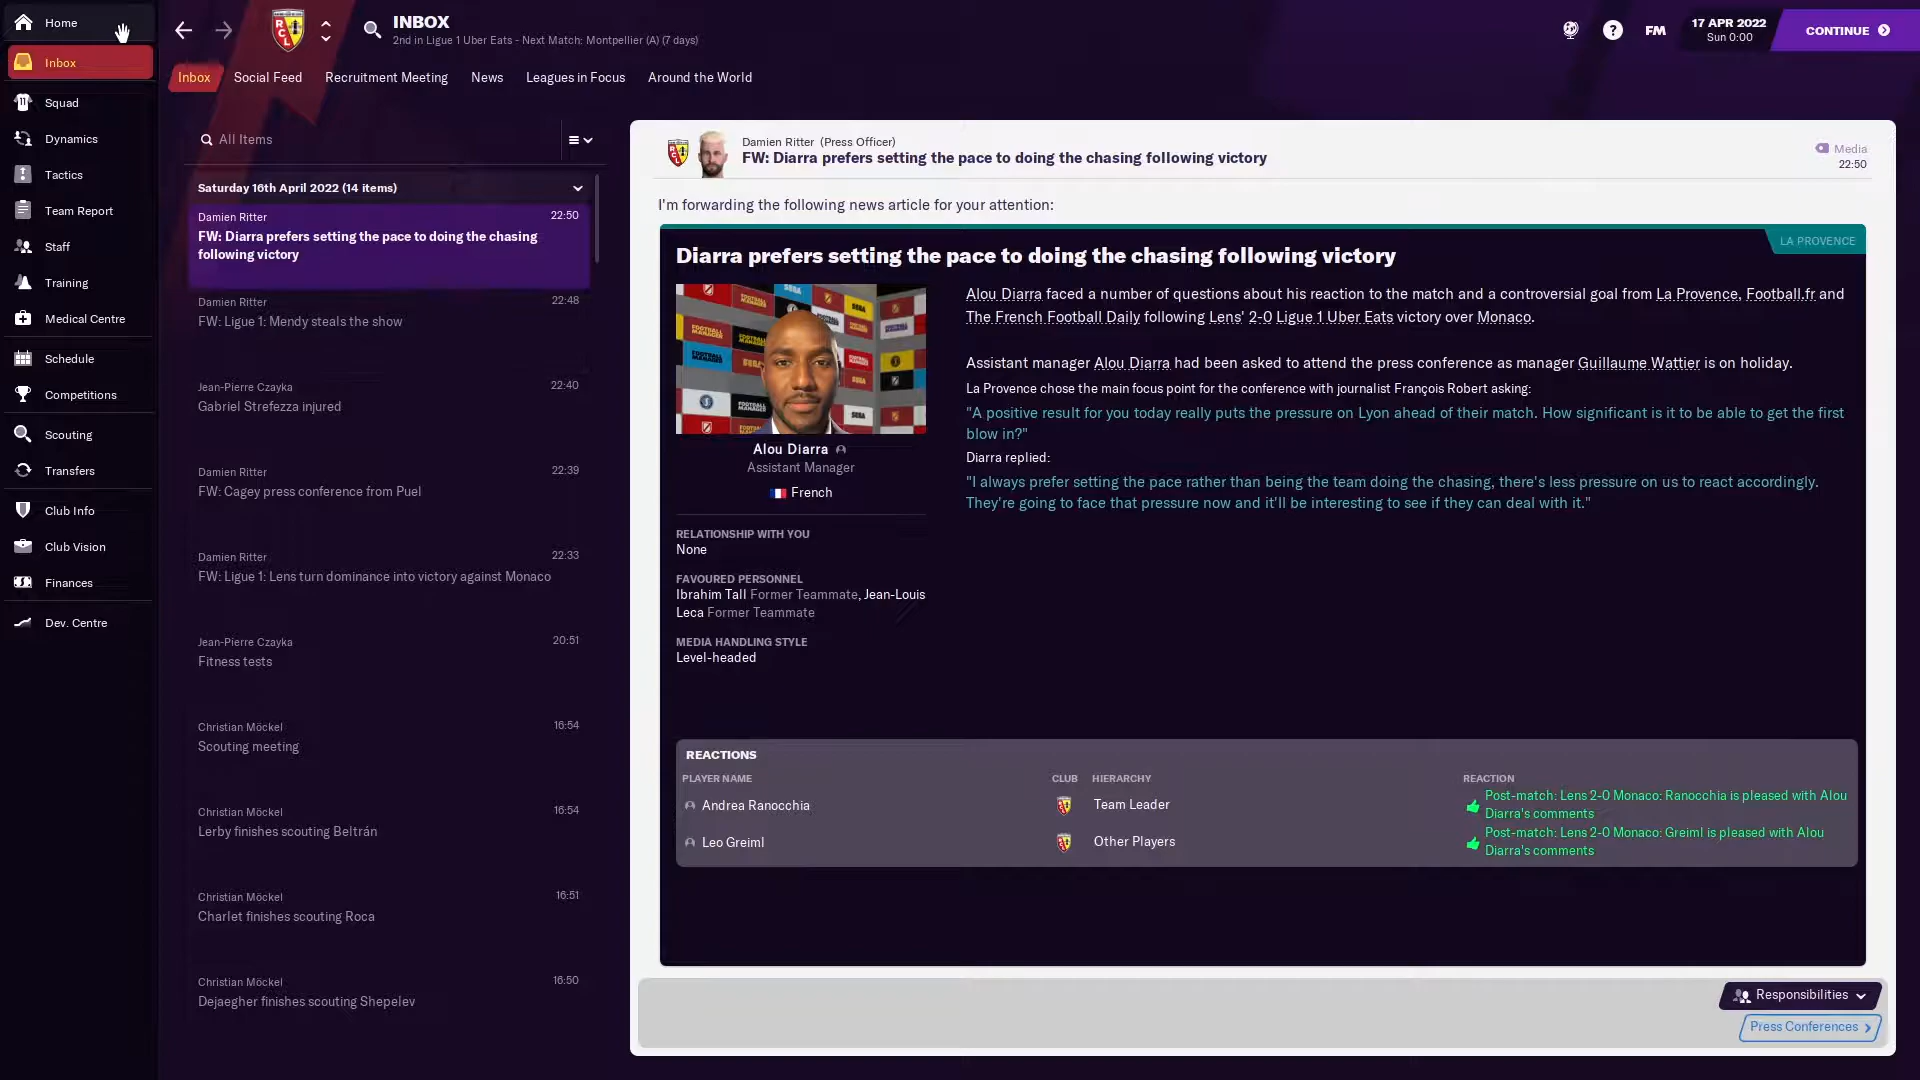 Home
Inbox
Squad
Dynamics
Tactics
Team Report
Staff
Training
Medical Centre
Schedule
Competitions
Scouting
Transfers
Club Info
Club Vision
Finances
Dev. Centre
INBOX
2nd in Ligue 1 Uber Eats - Next Match: Montpellier (A) (7 days)
FM
17 APR 2022
Sun 0:00
CONTINUE
Inbox
Social Feed
Recruitment Meeting
News
Leagues in Focus
Around the World
All Items
Saturday 16th April 2022 (14 items)
Damien Ritter 22:50
FW: Diarra prefers setting the pace to doing the chasing
following victory
Damien Ritter 22:48
FW: Ligue 1: Mendy steals the show
Jean-Pierre Czayka 22:40
Gabriel Strefezza injured
Damien Ritter 22:39
FW: Cagey press conference from Puel
Damien Ritter 22:33
FW: Ligue 1: Lens turn dominance into victory against Monaco
Jean-Pierre Czayka 20:51
Fitness tests
Christian Möckel 16:54
Scouting meeting
Christian Möckel 16:54
Lerby finishes scouting Beltrán
Christian Möckel 16:51
Charlet finishes scouting Roca
Christian Möckel 16:50
Dejaegher finishes scouting Shepelev
Damien Ritter (Press Officer)
FW: Diarra prefers setting the pace to doing the chasing following victory
Media
22:50
I'm forwarding the following news article for your attention:
LA PROVENCE
Diarra prefers setting the pace to doing the chasing following victory
Alou Diarra
Assistant Manager
French
RELATIONSHIP WITH YOU
None
FAVOURED PERSONNEL
Ibrahim Tall Former Teammate, Jean-Louis
Leca Former Teammate
MEDIA HANDLING STYLE
Level-headed
Alou Diarra faced a number of questions about his reaction to the match and a controversial goal from La Provence, Football.fr and
The French Football Daily following Lens' 2-0 Ligue 1 Uber Eats victory over Monaco.
Assistant manager Alou Diarra had been asked to attend the press conference as manager Guillaume Wattier is on holiday.
La Provence chose the main focus point for the conference with journalist François Robert asking:
"A positive result for you today really puts the pressure on Lyon ahead of their match. How significant is it to be able to get the first
blow in?"
Diarra replied:
"I always prefer setting the pace rather than being the team doing the chasing, there's less pressure on us to react accordingly.
They're going to face that pressure now and it'll be interesting to see if they can deal with it."
REACTIONS
PLAYER NAME CLUB HIERARCHY REACTION
Andrea Ranocchia Team Leader Post-match: Lens 2-0 Monaco: Ranocchia is pleased with Alou
Diarra's comments
Leo Greiml Other Players Post-match: Lens 2-0 Monaco: Greiml is pleased with Alou
Diarra's comments
Responsibilities
Press Conferences